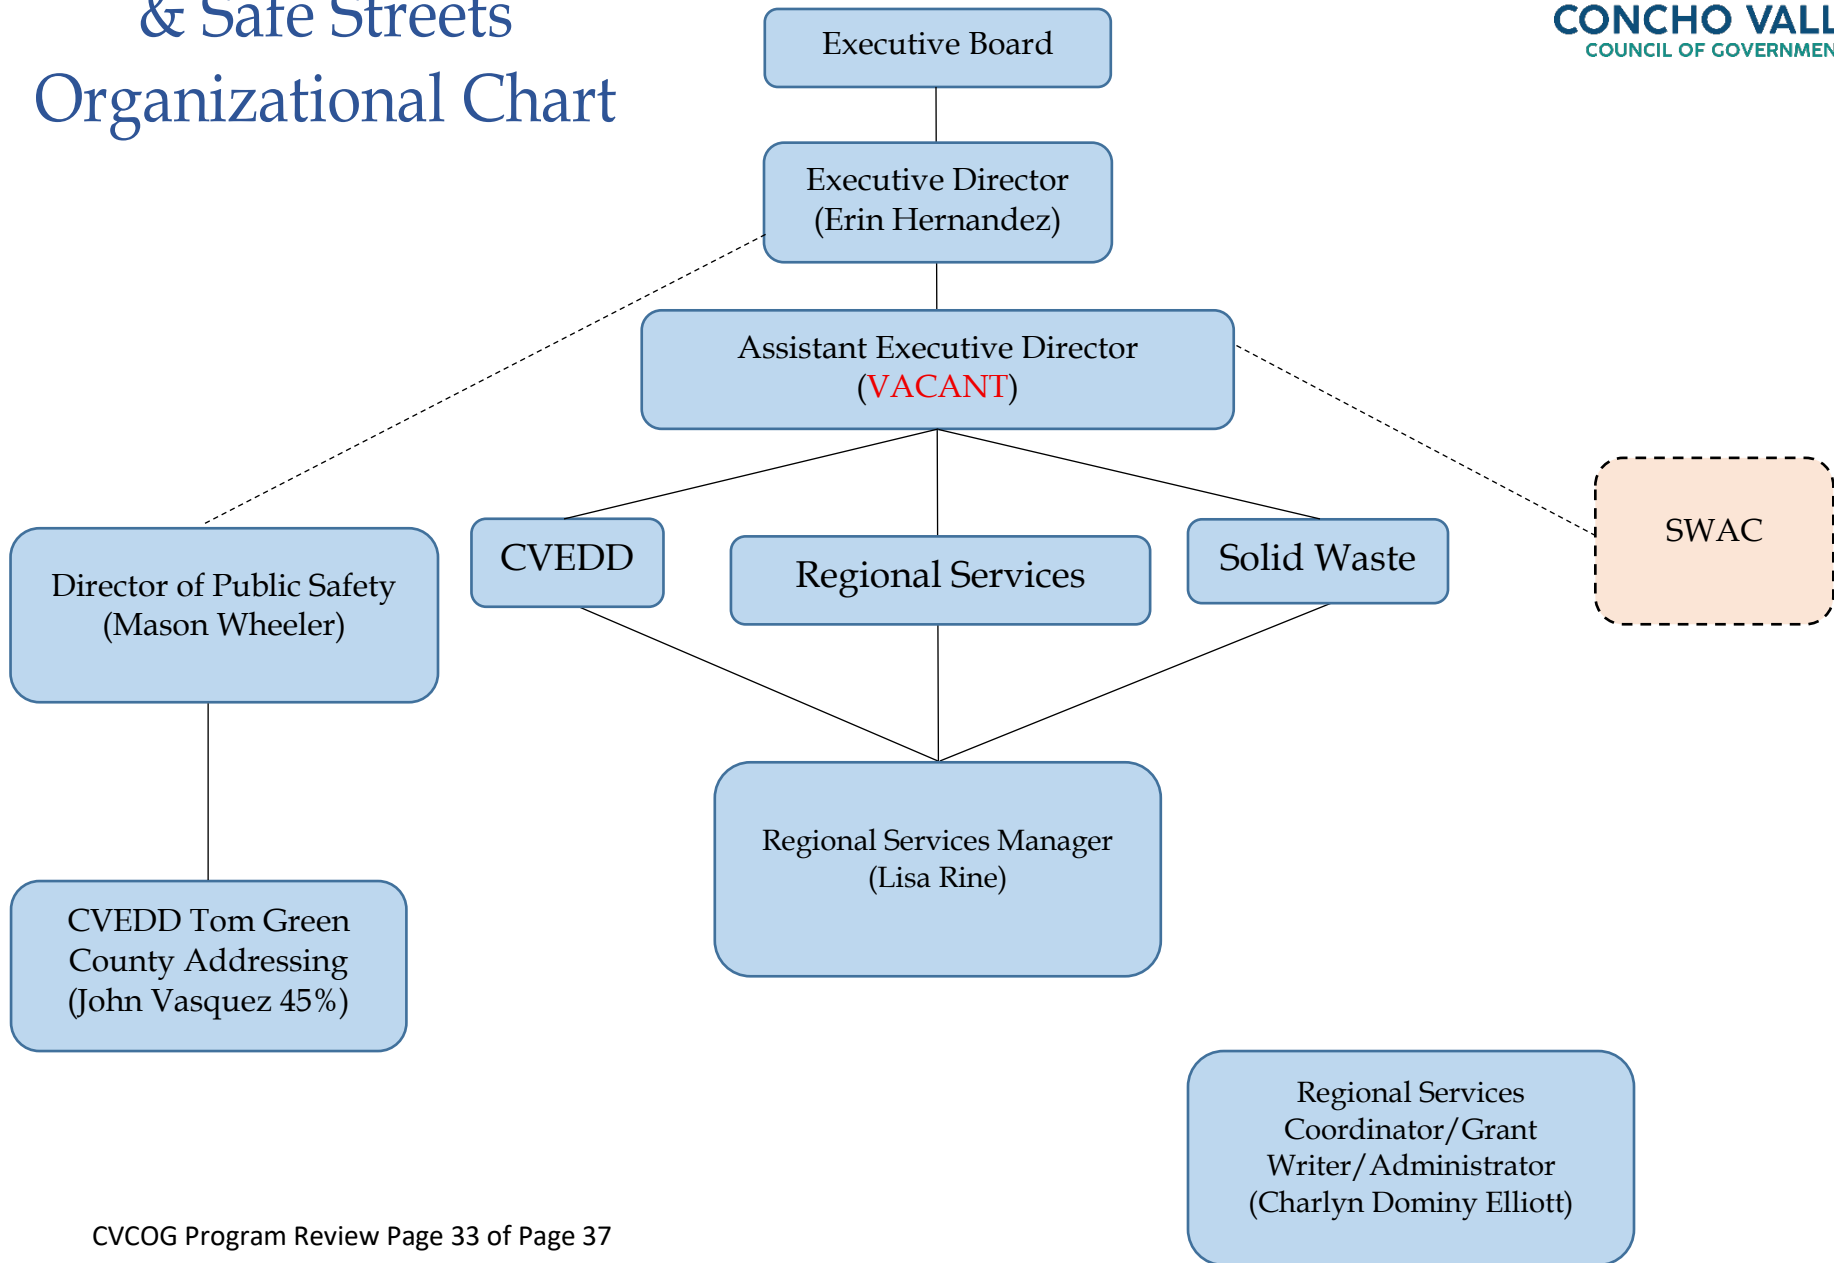 & Safe Streets
Organizational Chart
CONCHO VALL
COUNCIL OF GOVERNMEN
Executive Board
Executive Director
(Erin Hernandez)
Assistant Executive Director
(VACANT)
Director of Public Safety
(Mason Wheeler)
CVEDD
Regional Services
Solid Waste
SWAC
Regional Services Manager
(Lisa Rine)
CVEDD Tom Green
County Addressing
(John Vasquez 45%)
Regional Services
Coordinator/Grant
Writer/Administrator
(Charlyn Dominy Elliott)
CVCOG Program Review Page 33 of Page 37